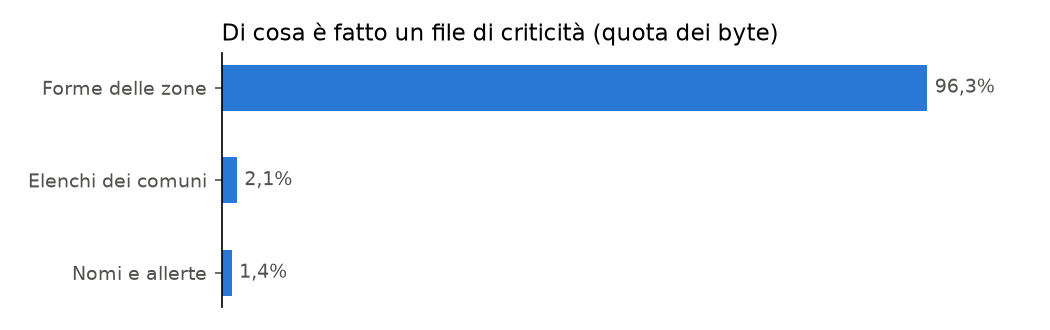 Di cosa è fatto un file di criticità (quota dei byte)
Forme delle zone 96,3%
Elenchi dei comuni 2,1%
Nomi e allerte 1,4%